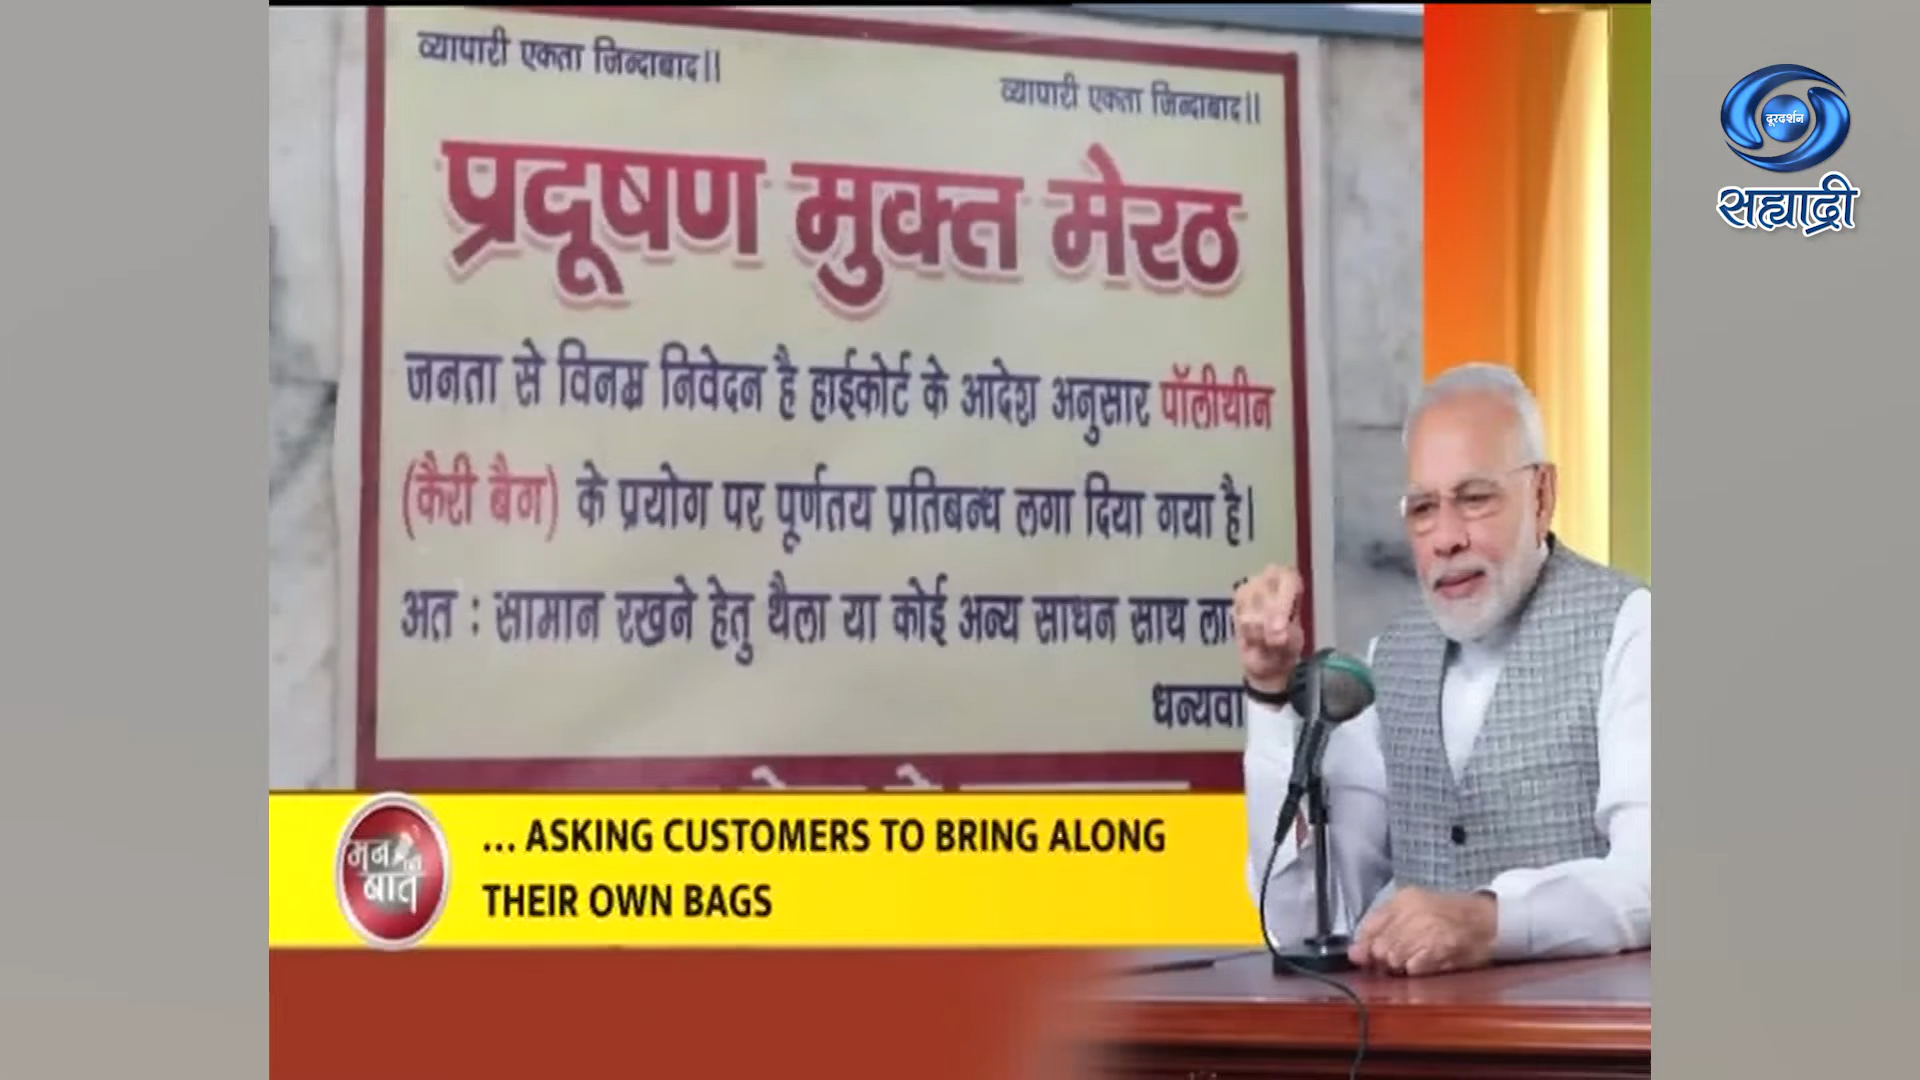 व्यापारी एकता जिन्दाबाद||
व्यापारी एकता जिन्दाबाद||
प्रदूषण मुक्त मेरठ
जनता से विनम्र निवेदन है हाईकोर्ट के आदेश अनुसार पॉलीथीन
(कैरी बैग) के प्रयोग पर पूर्णतय प्रतिबन्ध लगा दिया गया है।
अत : सामान रखने हेतु थैला या कोई अन्य साधन साथ
मन की
बात
... ASKING CUSTOMERS TO BRING ALONG
THEIR OWN BAGS
दूरदर्शन
सह्याद्री